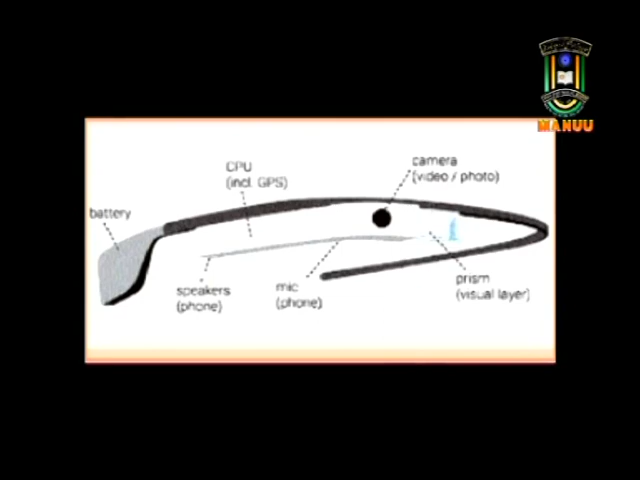 MANUU
camera
(video / photo)
CPU
(incl. GPS)
battery
speakers
(phone)
mic
(phone)
prism
(visual layer)